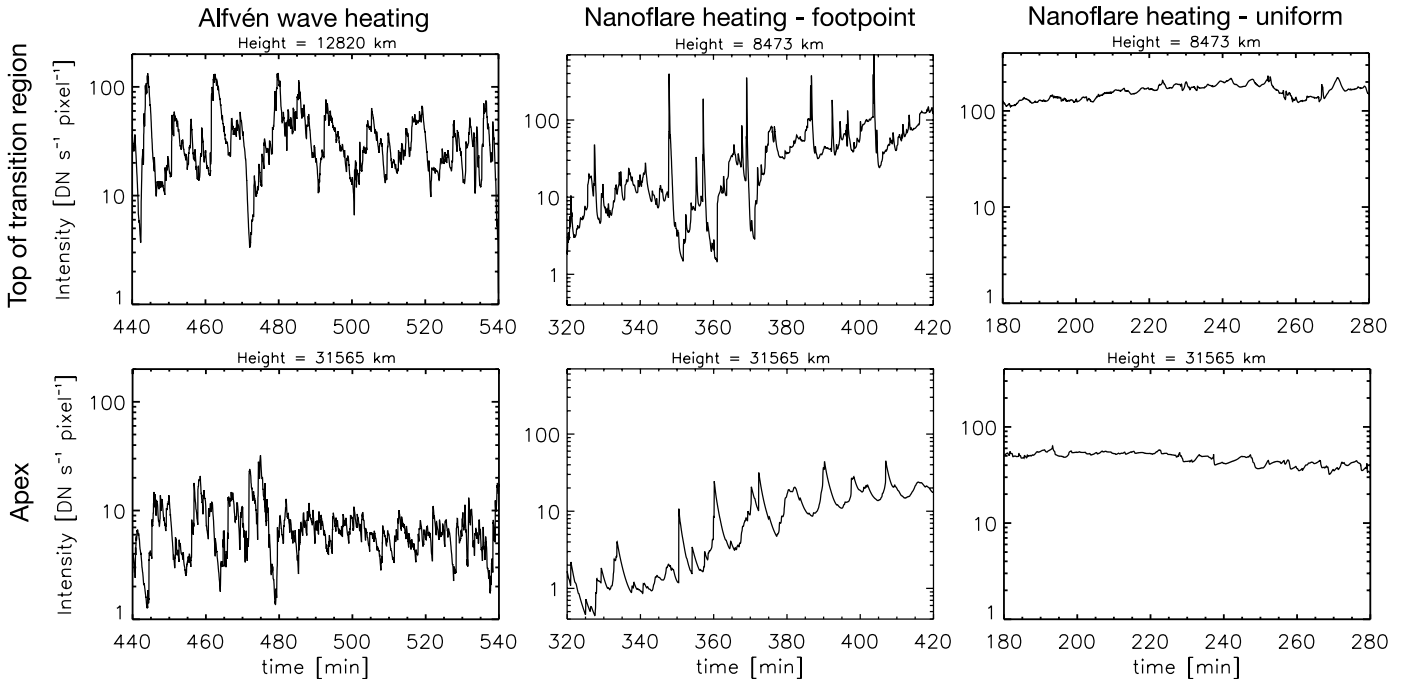 Alfvén wave heating
Nanoflare heating - footpoint
Nanoflare heating - uniform
Top of transition region
Height = 12820 km
Intensity [DN s⁻¹ pixel⁻¹]
100
10
1
440 460 480 500 520 540
Height = 8473 km
100
10
1
320 340 360 380 400 420
Height = 8473 km
100
10
1
180 200 220 240 260 280
Apex
Height = 31565 km
Intensity [DN s⁻¹ pixel⁻¹]
100
10
1
440 460 480 500 520 540
time [min]
Height = 31565 km
100
10
1
320 340 360 380 400 420
time [min]
Height = 31565 km
100
10
1
180 200 220 240 260 280
time [min]